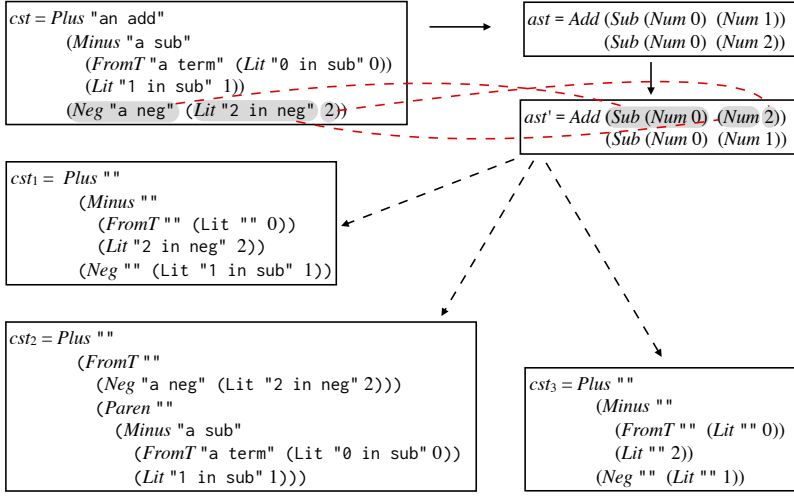 cst = Plus "an add"
(Minus "a sub"
(FromT "a term" (Lit "0 in sub" 0))
(Lit "1 in sub" 1))
(Neg "a neg" (Lit "2 in neg" 2))
ast = Add (Sub (Num 0) (Num 1))
(Sub (Num 0) (Num 2))
ast' = Add (Sub (Num 0) (Num 2))
(Sub (Num 0) (Num 1))
cst₁ = Plus ""
(Minus ""
(FromT "" (Lit "" 0))
(Lit "2 in neg" 2))
(Neg "" (Lit "1 in sub" 1))
cst₂ = Plus ""
(FromT ""
(Neg "a neg" (Lit "2 in neg" 2)))
(Paren ""
(Minus "a sub"
(FromT "a term" (Lit "0 in sub" 0))
(Lit "1 in sub" 1)))
cst₃ = Plus ""
(Minus ""
(FromT "" (Lit "" 0))
(Lit "" 2))
(Neg "" (Lit "" 1))